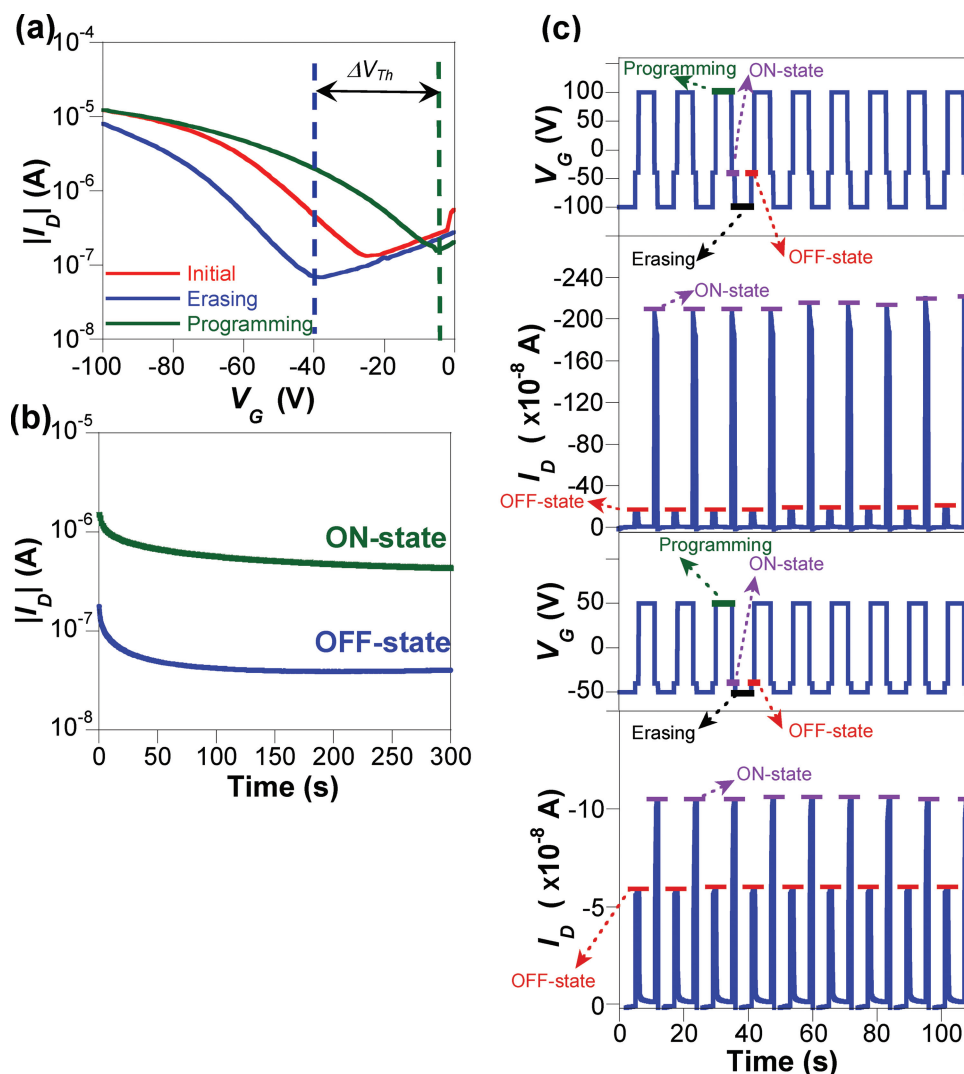 (a)
10⁻⁴
10⁻⁵
10⁻⁶
10⁻⁷
10⁻⁸
|I_D| (A)
ΔV_Th
Initial
Erasing
Programming
-100 -80 -60 -40 -20 0
V_G (V)
(b)
10⁻⁵
10⁻⁶
10⁻⁷
10⁻⁸
|I_D| (A)
ON-state
OFF-state
0 50 100 150 200 250 300
Time (s)
(c)
Programming
ON-state
100
50
0
-50
-100
V_G (V)
Erasing
OFF-state
-240
-200
-160
-120
-80
-40
0
I_D ( x10⁻⁸ A)
ON-state
OFF-state
Programming
ON-state
50
0
-50
V_G (V)
Erasing
OFF-state
ON-state
-10
-5
0
I_D ( x10⁻⁸ A)
OFF-state
0 20 40 60 80 100
Time (s)